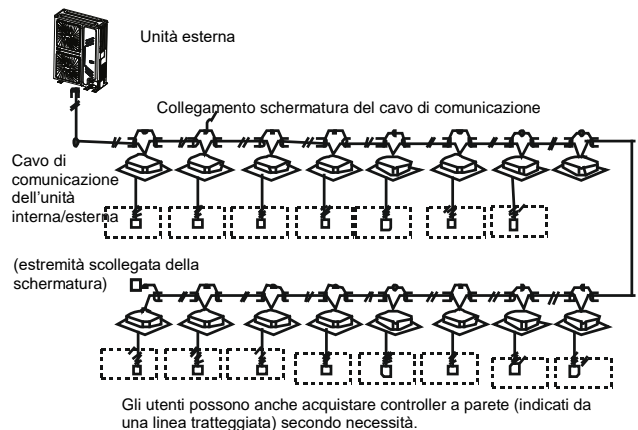 Unità esterna
Collegamento schermatura del cavo di comunicazione
Cavo di
comunicazione
dell'unità
interna/esterna
(estremità scollegata della
schermatura)
Gli utenti possono anche acquistare controller a parete (indicati da
una linea tratteggiata) secondo necessità.